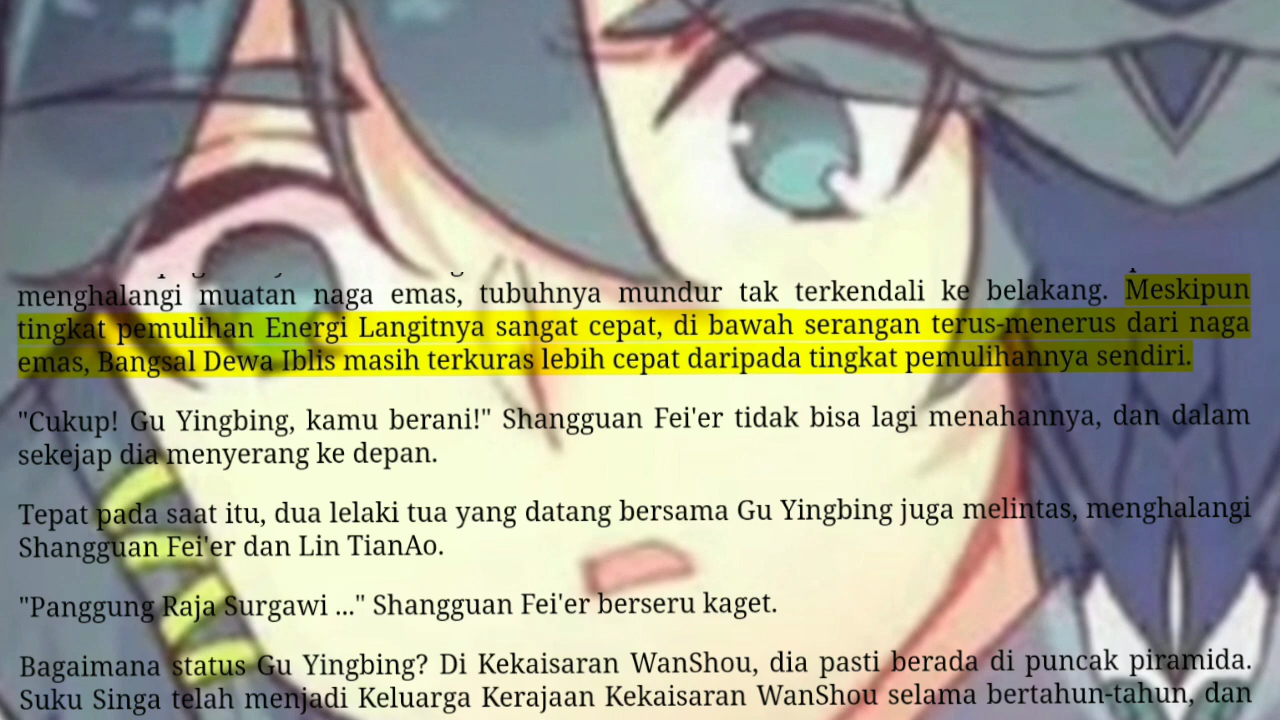 menghalangi muatan naga emas, tubuhnya mundur tak terkendali ke belakang. Meskipun
tingkat pemulihan Energi Langitnya sangat cepat, di bawah serangan terus-menerus dari naga
emas, Bangsal Dewa Iblis masih terkuras lebih cepat daripada tingkat pemulihannya sendiri.
"Cukup! Gu Yingbing, kamu berani!" Shangguan Fei'er tidak bisa lagi menahannya, dan dalam
sekejap dia menyerang ke depan.
Tepat pada saat itu, dua lelaki tua yang datang bersama Gu Yingbing juga melintas, menghalangi
Shangguan Fei'er dan Lin TianAo.
"Panggung Raja Surgawi ..." Shangguan Fei'er berseru kaget.
Bagaimana status Gu Yingbing? Di Kekaisaran WanShou, dia pasti berada di puncak piramida.
Suku Singa telah menjadi Keluarga Kerajaan Kekaisaran WanShou selama bertahun-tahun, dan